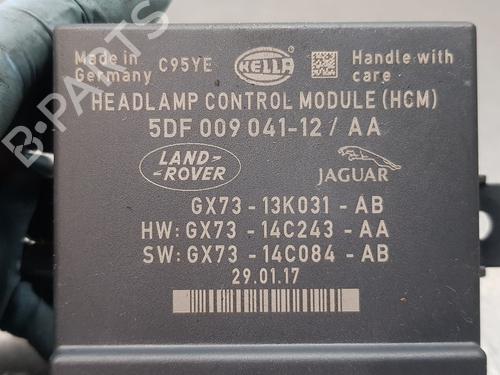 Made in Germany C95YE HELLA Handle with care
HEADLAMP CONTROL MODULE (HCM)
5DF 009 041-12 / AA
LAND-ROVER JAGUAR
GX73 - 13K031 - AB
HW: GX73 - 14C243 - AA
SW: GX73 - 14C084 - AB
29.01.17
B-PARTS